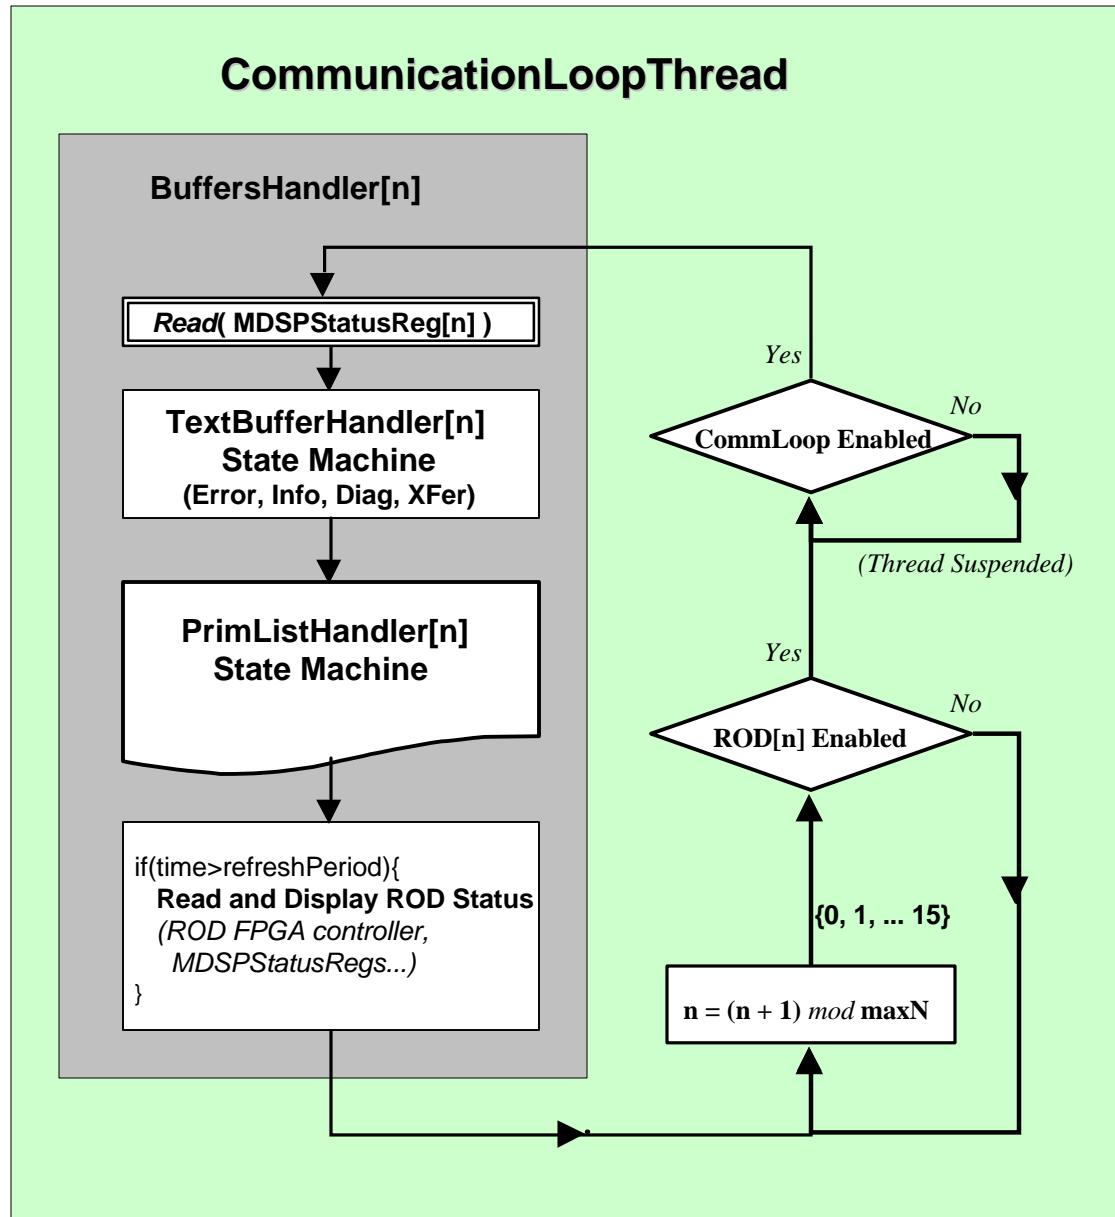 CommunicationLoopThread
BuffersHandler[n]
Read( MDSPStatusReg[n] )
TextBufferHandler[n]
State Machine
(Error, Info, Diag, XFer)
PrimListHandler[n]
State Machine
if(time>refreshPeriod){
Read and Display ROD Status
(ROD FPGA controller,
MDSPStatusRegs...)
}
Yes
No
CommLoop Enabled
(Thread Suspended)
Yes
No
ROD[n] Enabled
{0, 1, ... 15}
n = (n + 1) mod maxN